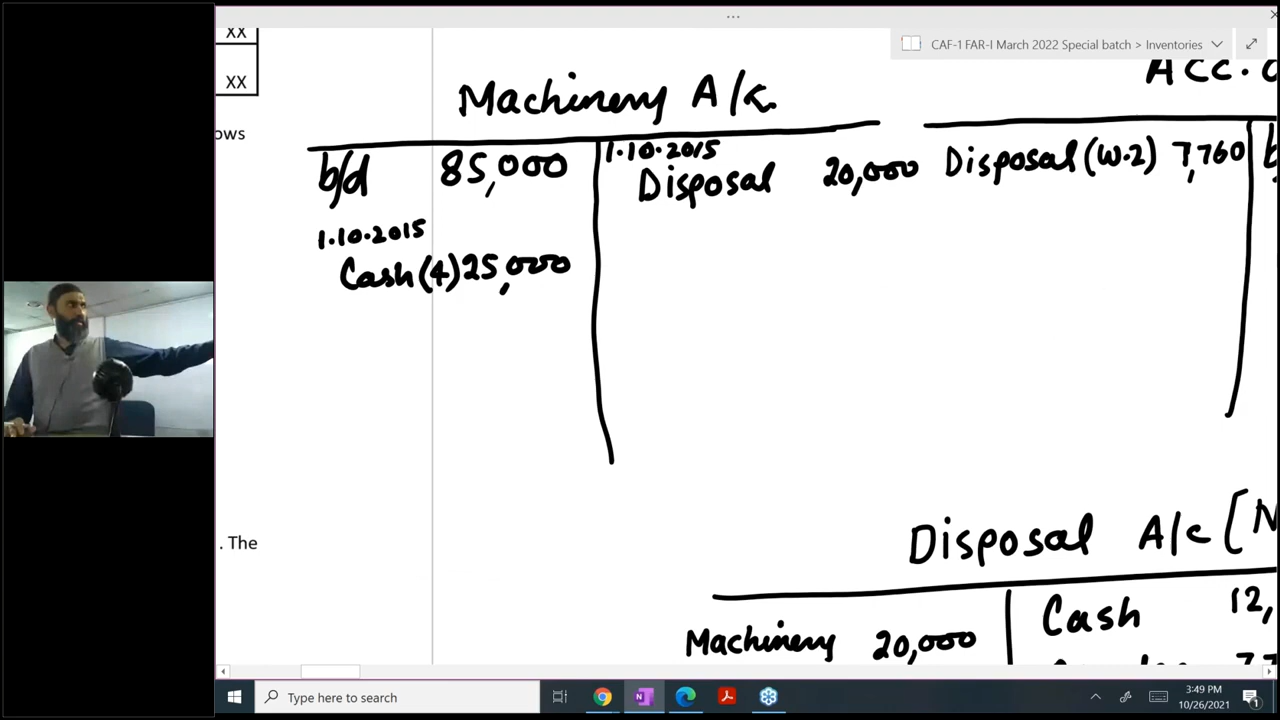 XX
XX
ows
. The
CAF-1 FAR-I March 2022 Special batch > Inventories
Machinery A/c
b/d 85,000
1.10.2015
Cash (4) 25,000
1.10.2015
Disposal 20,000
Acc.
Disposal (W.2) 7,760
Disposal A/c [N
Machinery 20,000
Cash 12,
Type here to search
3:49 PM
10/26/2021